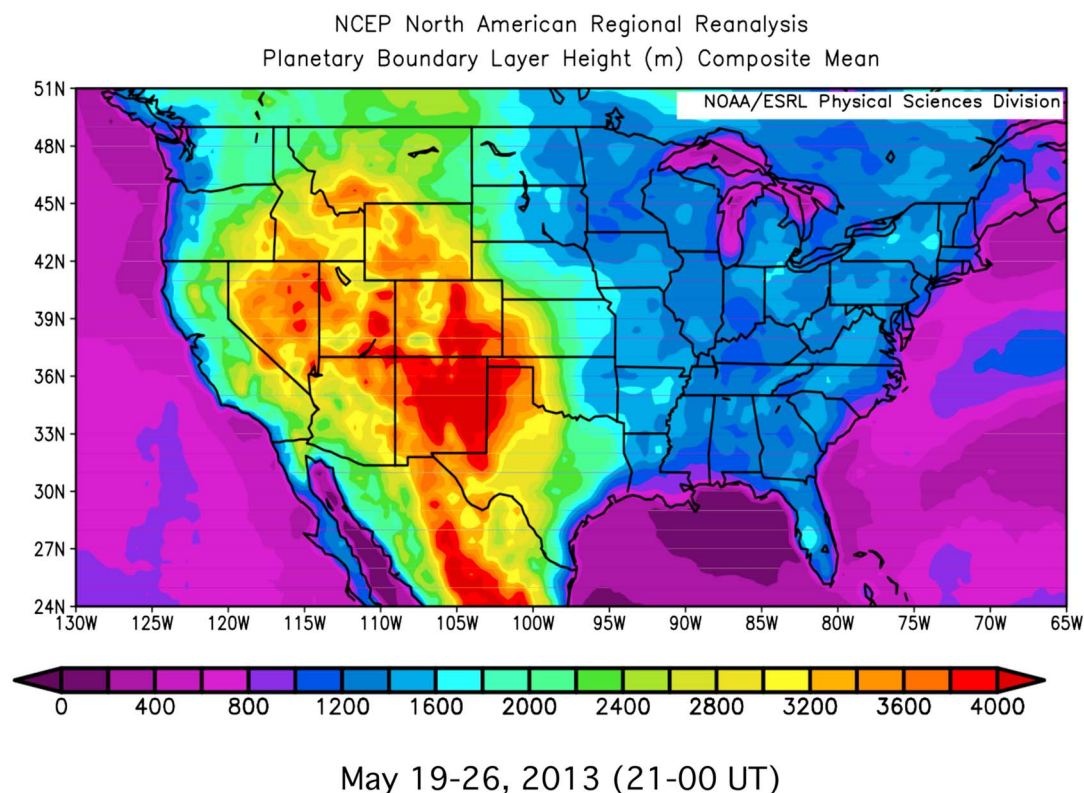 NCEP North American Regional Reanalysis
Planetary Boundary Layer Height (m) Composite Mean
NOAA/ESRL Physical Sciences Division
51N
48N
45N
42N
39N
36N
33N
30N
27N
24N
130W 125W 120W 115W 110W 105W 100W 95W 90W 85W 80W 75W 70W 65W
0 400 800 1200 1600 2000 2400 2800 3200 3600 4000
May 19-26, 2013 (21-00 UT)